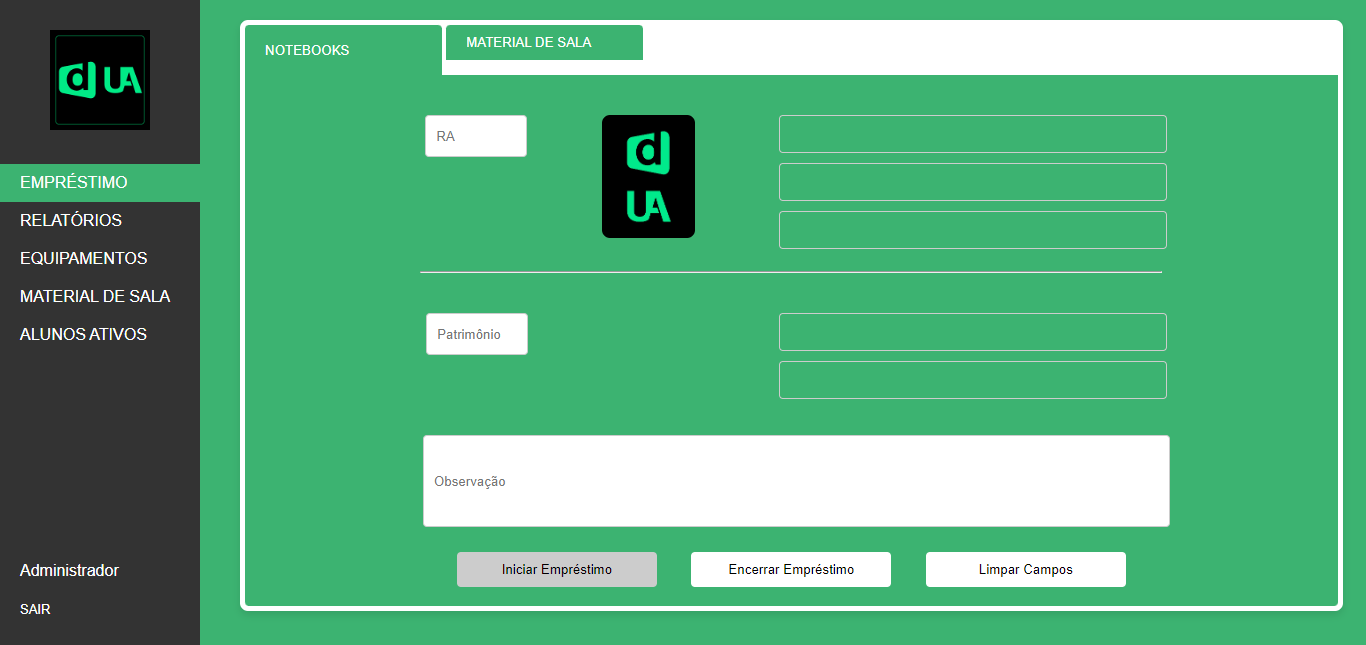 d UA
EMPRÉSTIMO
RELATÓRIOS
EQUIPAMENTOS
MATERIAL DE SALA
ALUNOS ATIVOS
Administrador
SAIR
NOTEBOOKS
MATERIAL DE SALA
RA
d
UA
Patrimônio
Observação
Iniciar Empréstimo
Encerrar Empréstimo
Limpar Campos